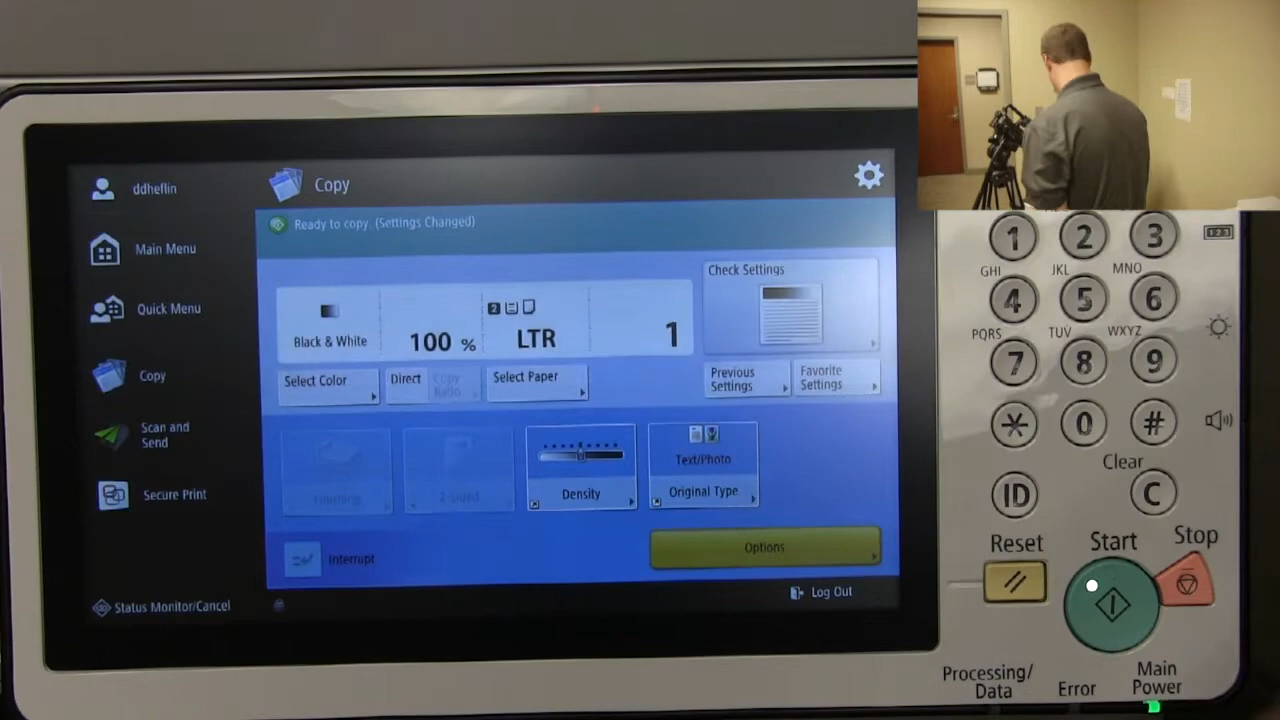 ddheflin
Copy
Ready to copy. (Settings Changed)
Main Menu
Quick Menu
Copy
Scan and
Send
Secure Print
Status Monitor/Cancel
Black & White
100 %
2
LTR
1
Check Settings
Select Color
Direct
Copy
Ratio
Select Paper
Previous
Settings
Favorite
Settings
Finishing
2-Sided
Density
Text/Photo
Original Type
Interrupt
Options
Log Out
1 2 3
123
GHI JKL MNO
4 5 6
PQRS TUV WXYZ
7 8 9
* 0 #
Clear
ID C
Reset Start Stop
Processing/
Data
Error
Main
Power